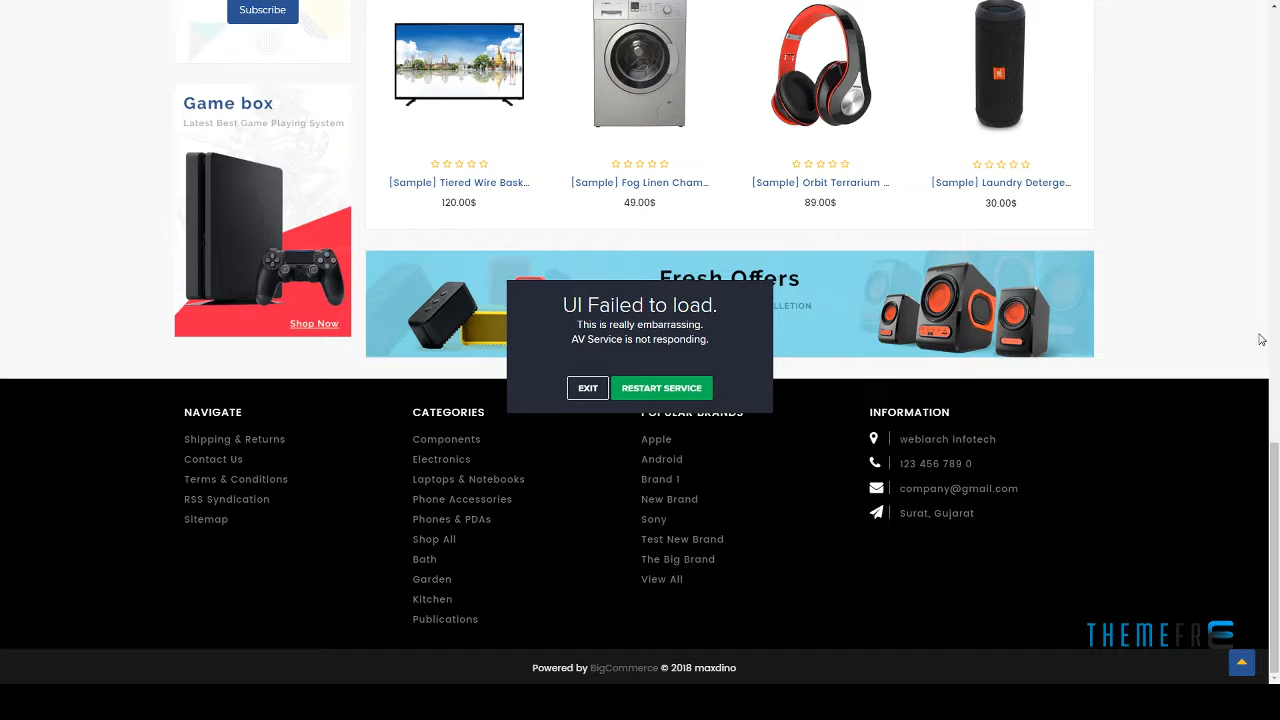 Subscribe
Game box
Latest Best Game Playing System
Shop Now
[Sample] Tiered Wire Bask...
120.00$
[Sample] Fog Linen Cham...
49.00$
[Sample] Orbit Terrarium ...
89.00$
[Sample] Laundry Deterge...
30.00$
JBL
Fresh Offers
UI Failed to load.
This is really embarrassing.
AV Service is not responding.
EXIT
RESTART SERVICE
NAVIGATE
Shipping & Returns
Contact Us
Terms & Conditions
RSS Syndication
Sitemap
CATEGORIES
Components
Electronics
Laptops & Notebooks
Phone Accessories
Phones & PDAs
Shop All
Bath
Garden
Kitchen
Publications
POPULAR BRANDS
Apple
Android
Brand 1
New Brand
Sony
Test New Brand
The Big Brand
View All
INFORMATION
webiarch infotech
123 456 789 0
company@gmail.com
Surat, Gujarat
THEMEFRE
Powered by BigCommerce © 2018 maxdino